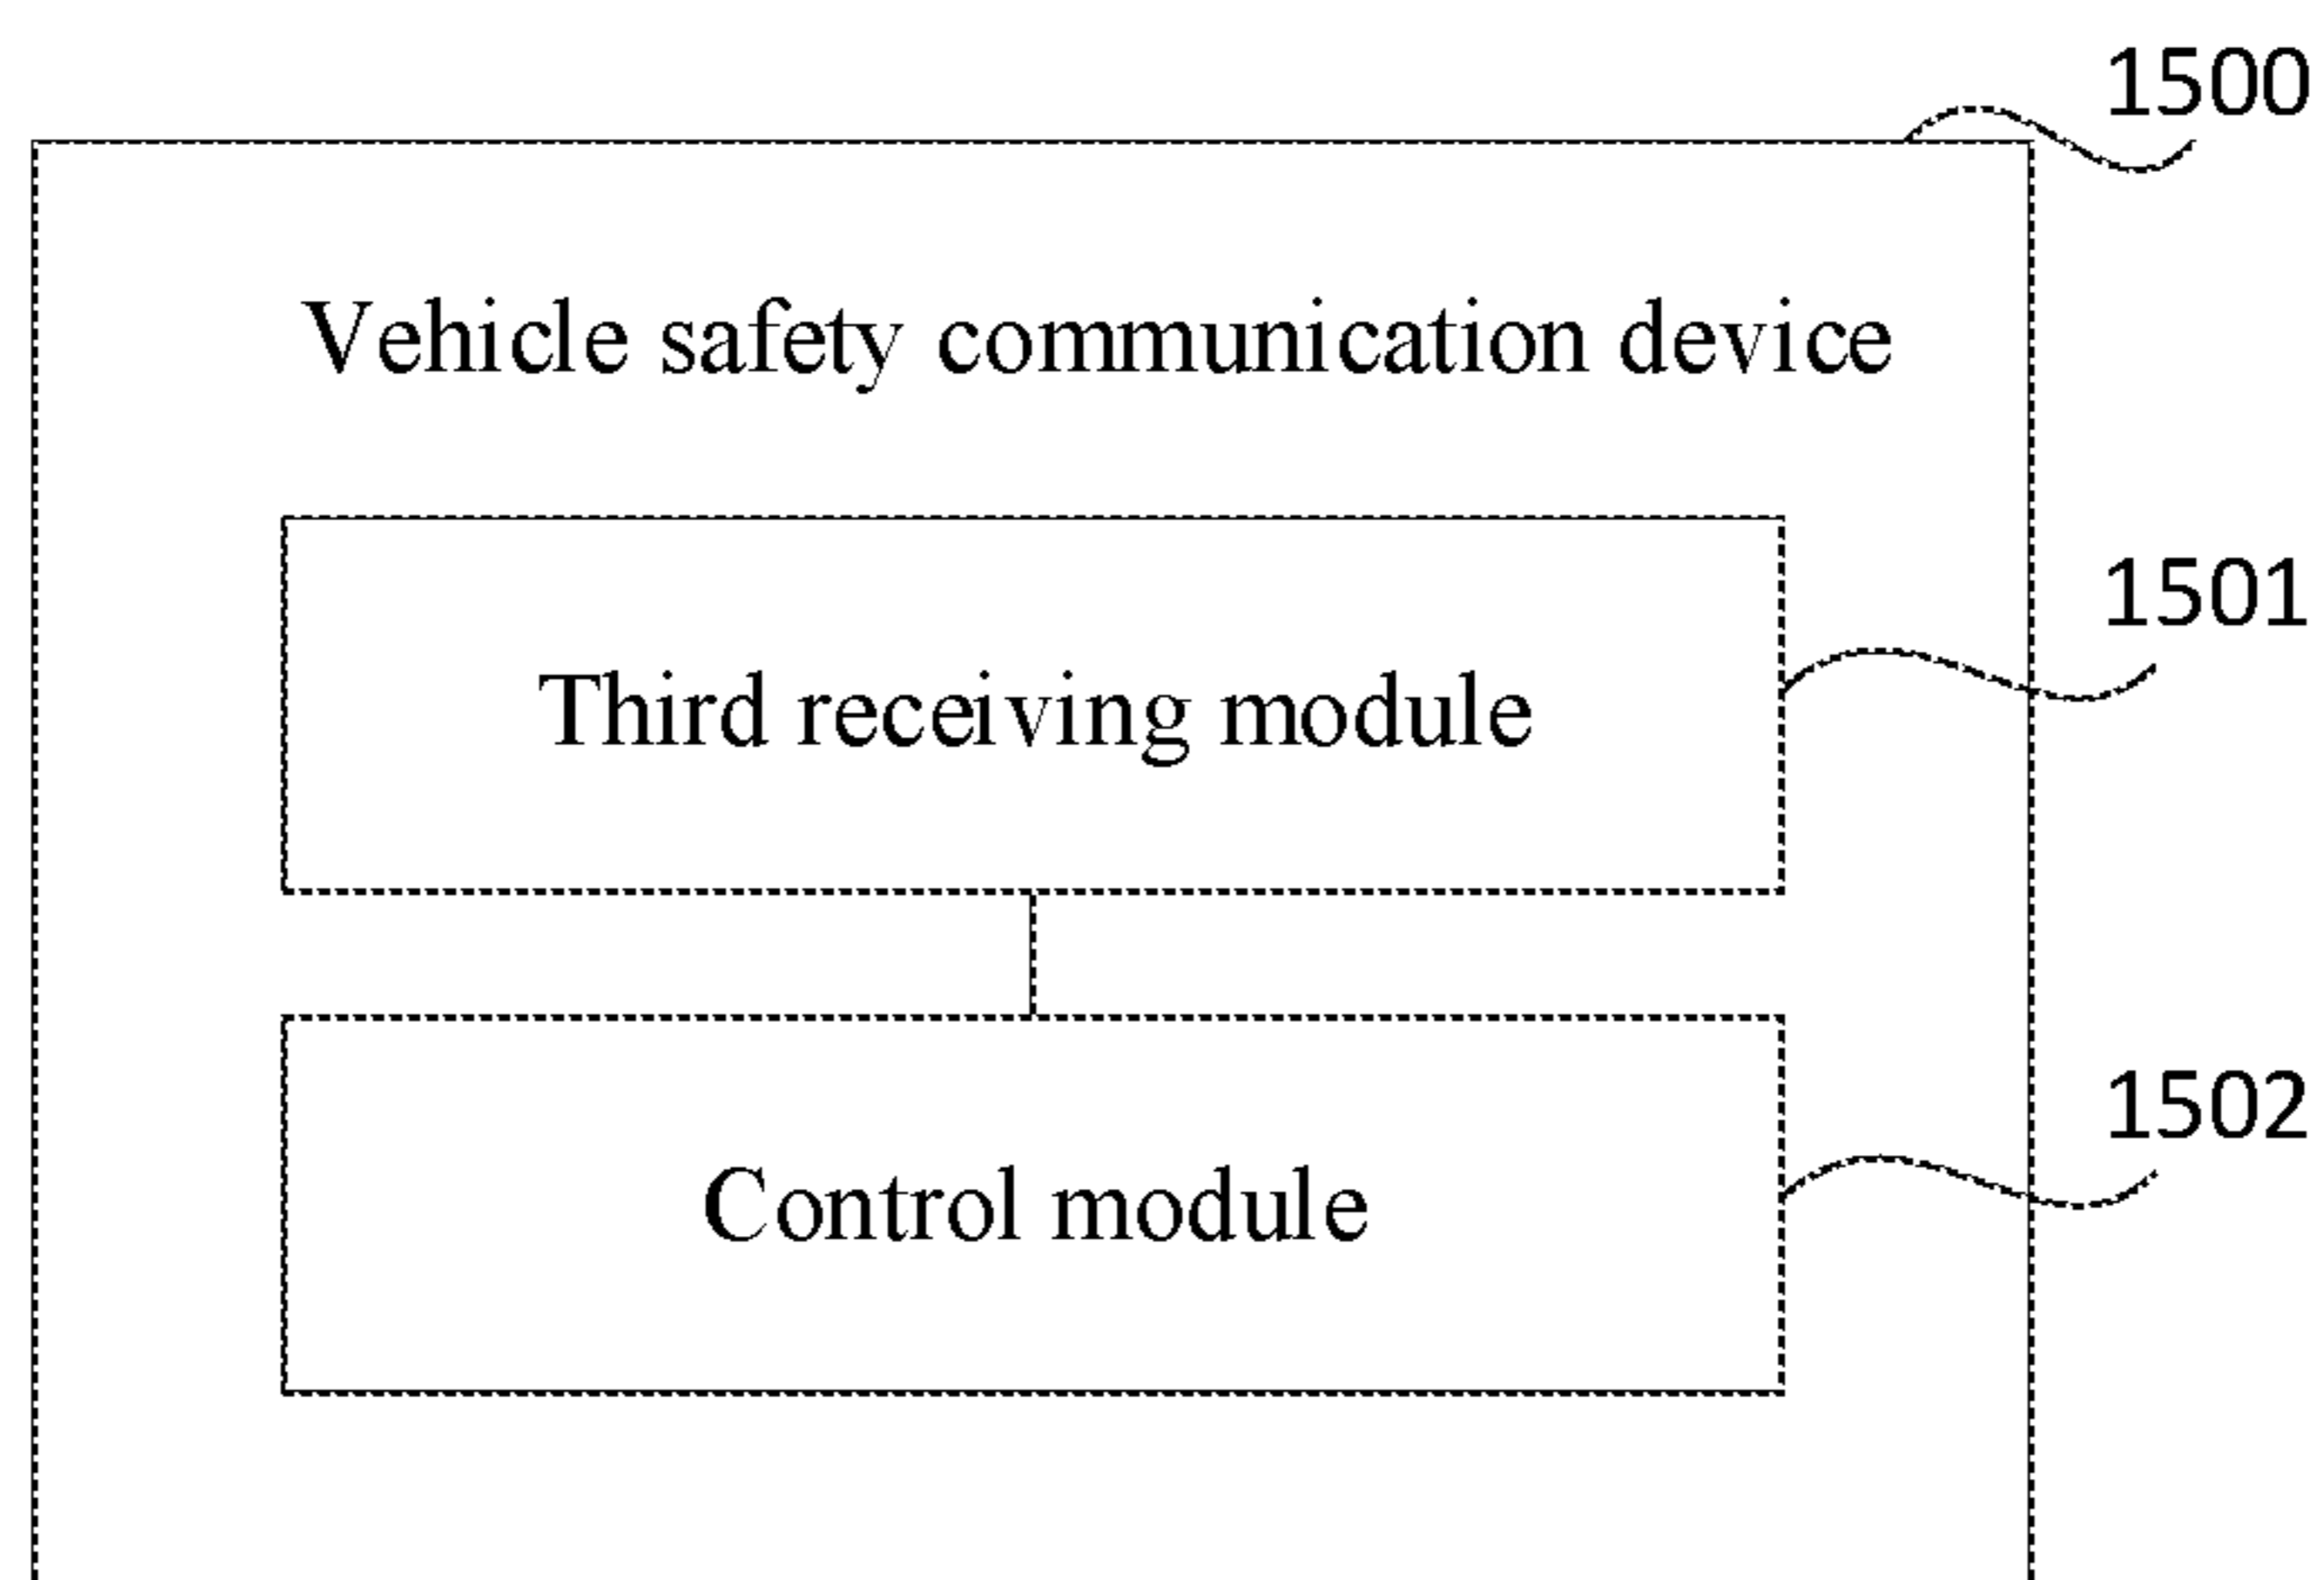 1500
Vehicle safety communication device
1501
Third receiving module
1502
Control module